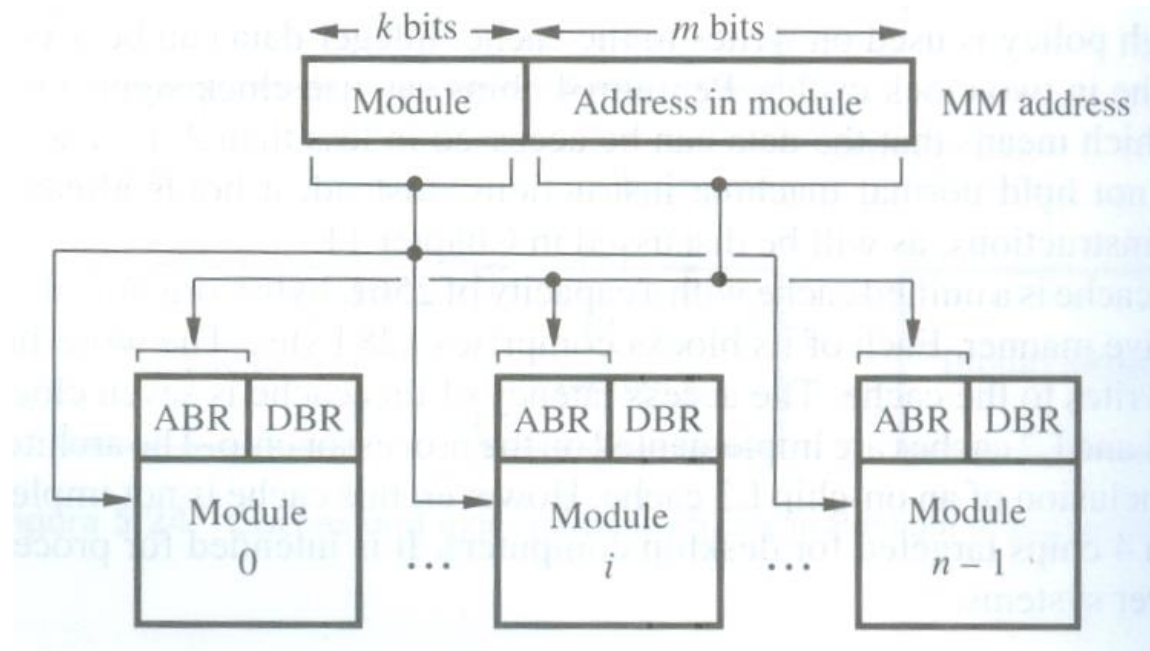 k bits m bits
Module Address in module MM address
ABR DBR ABR DBR ABR DBR
Module Module Module
0 ... i ... n − 1